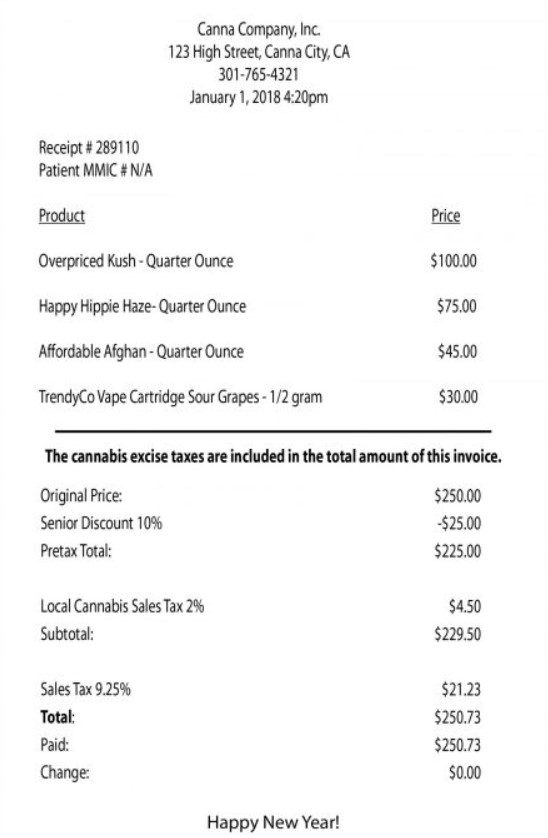 Canna Company, Inc.
123 High Street, Canna City, CA
301-765-4321
January 1, 2018 4:20pm
Receipt # 289110
Patient MMIC # N/A
Product Price
Overpriced Kush - Quarter Ounce $100.00
Happy Hippie Haze- Quarter Ounce $75.00
Affordable Afghan - Quarter Ounce $45.00
TrendyCo Vape Cartridge Sour Grapes - 1/2 gram $30.00
The cannabis excise taxes are included in the total amount of this invoice.
Original Price: $250.00
Senior Discount 10% -$25.00
Pretax Total: $225.00
Local Cannabis Sales Tax 2% $4.50
Subtotal: $229.50
Sales Tax 9.25% $21.23
Total: $250.73
Paid: $250.73
Change: $0.00
Happy New Year!